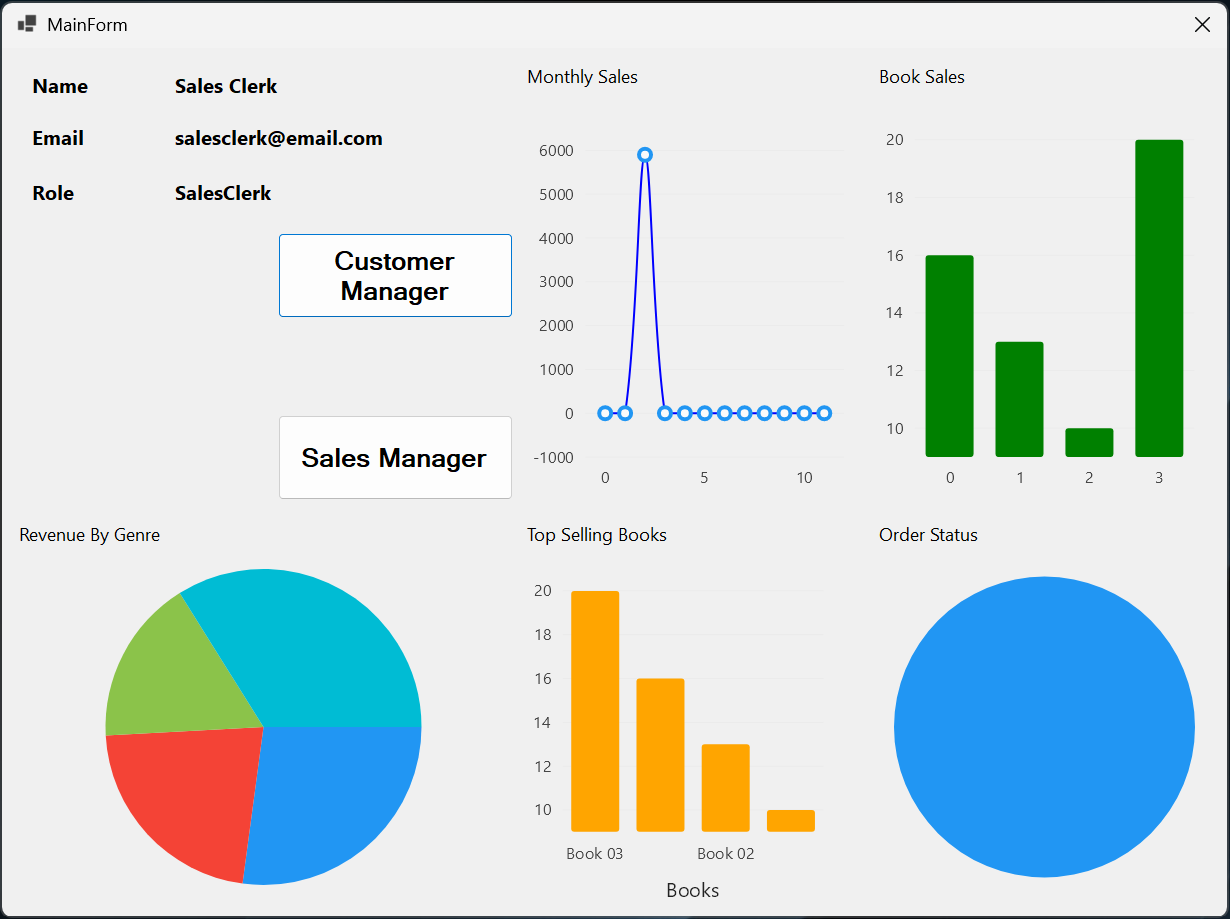 MainForm
Name Sales Clerk
Email salesclerk@email.com
Role SalesClerk
Customer
Manager
Sales Manager
Monthly Sales
6000
5000
4000
3000
2000
1000
0
-1000
0 5 10
Book Sales
20
18
16
14
12
10
0 1 2 3
Revenue By Genre
Top Selling Books
20
18
16
14
12
10
Book 03 Book 02
Books
Order Status